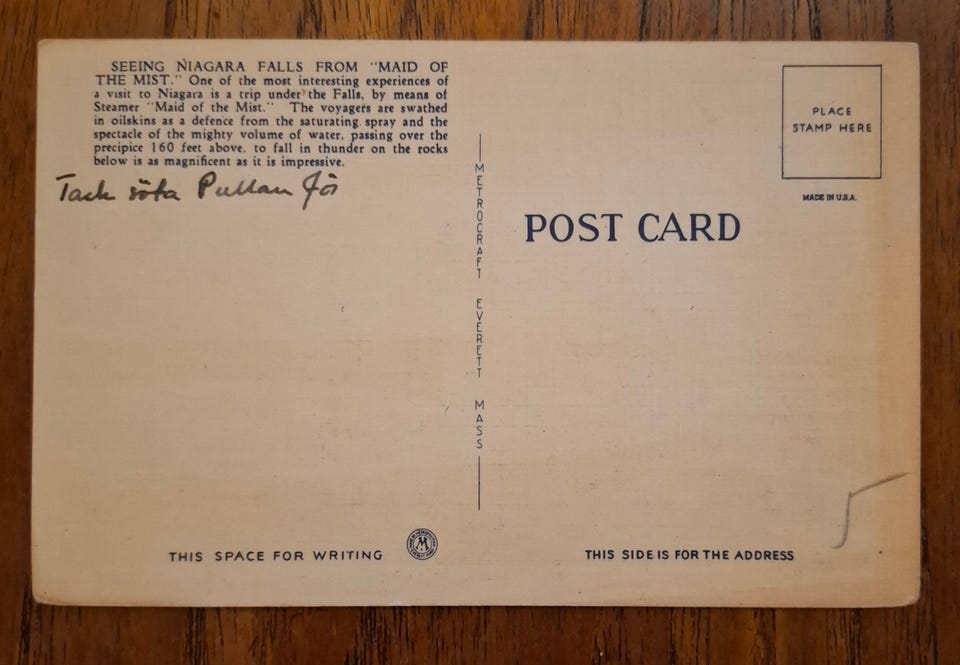 SEEING NIAGARA FALLS FROM "MAID OF
THE MIST." One of the most interesting experiences of
a visit to Niagara is a trip under the Falls, by means of
Steamer "Maid of the Mist." The voyagers are swathed
in oilskins as a defence from the saturating spray and the
spectacle of the mighty volume of water, passing over the
precipice 160 feet above, to fall in thunder on the rocks
below is as magnificent as it is impressive.
Tack söta Pullan för
METROCRAFT EVERETT MASS
THIS SPACE FOR WRITING
M
PLACE
STAMP HERE
MADE IN U.S.A.
POST CARD
THIS SIDE IS FOR THE ADDRESS
5